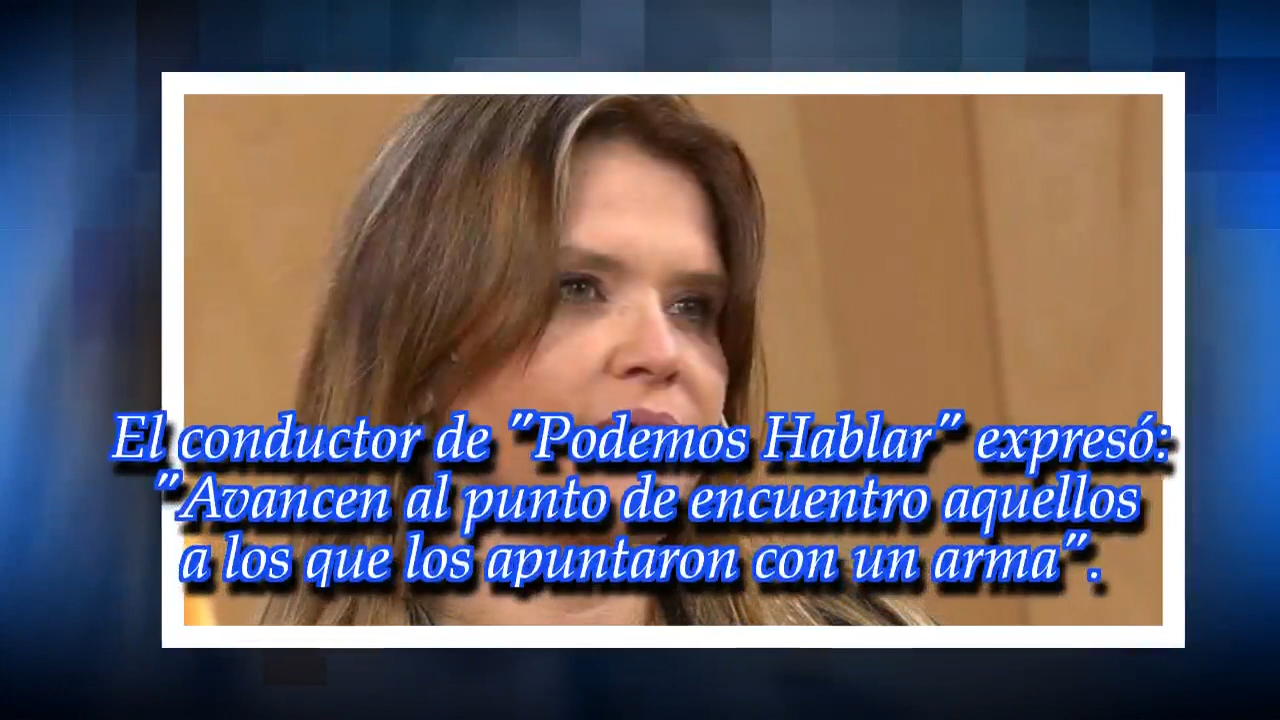 El conductor de "Podemos Hablar" expresó:
"Avancen al punto de encuentro aquellos
a los que los apuntaron con un arma".